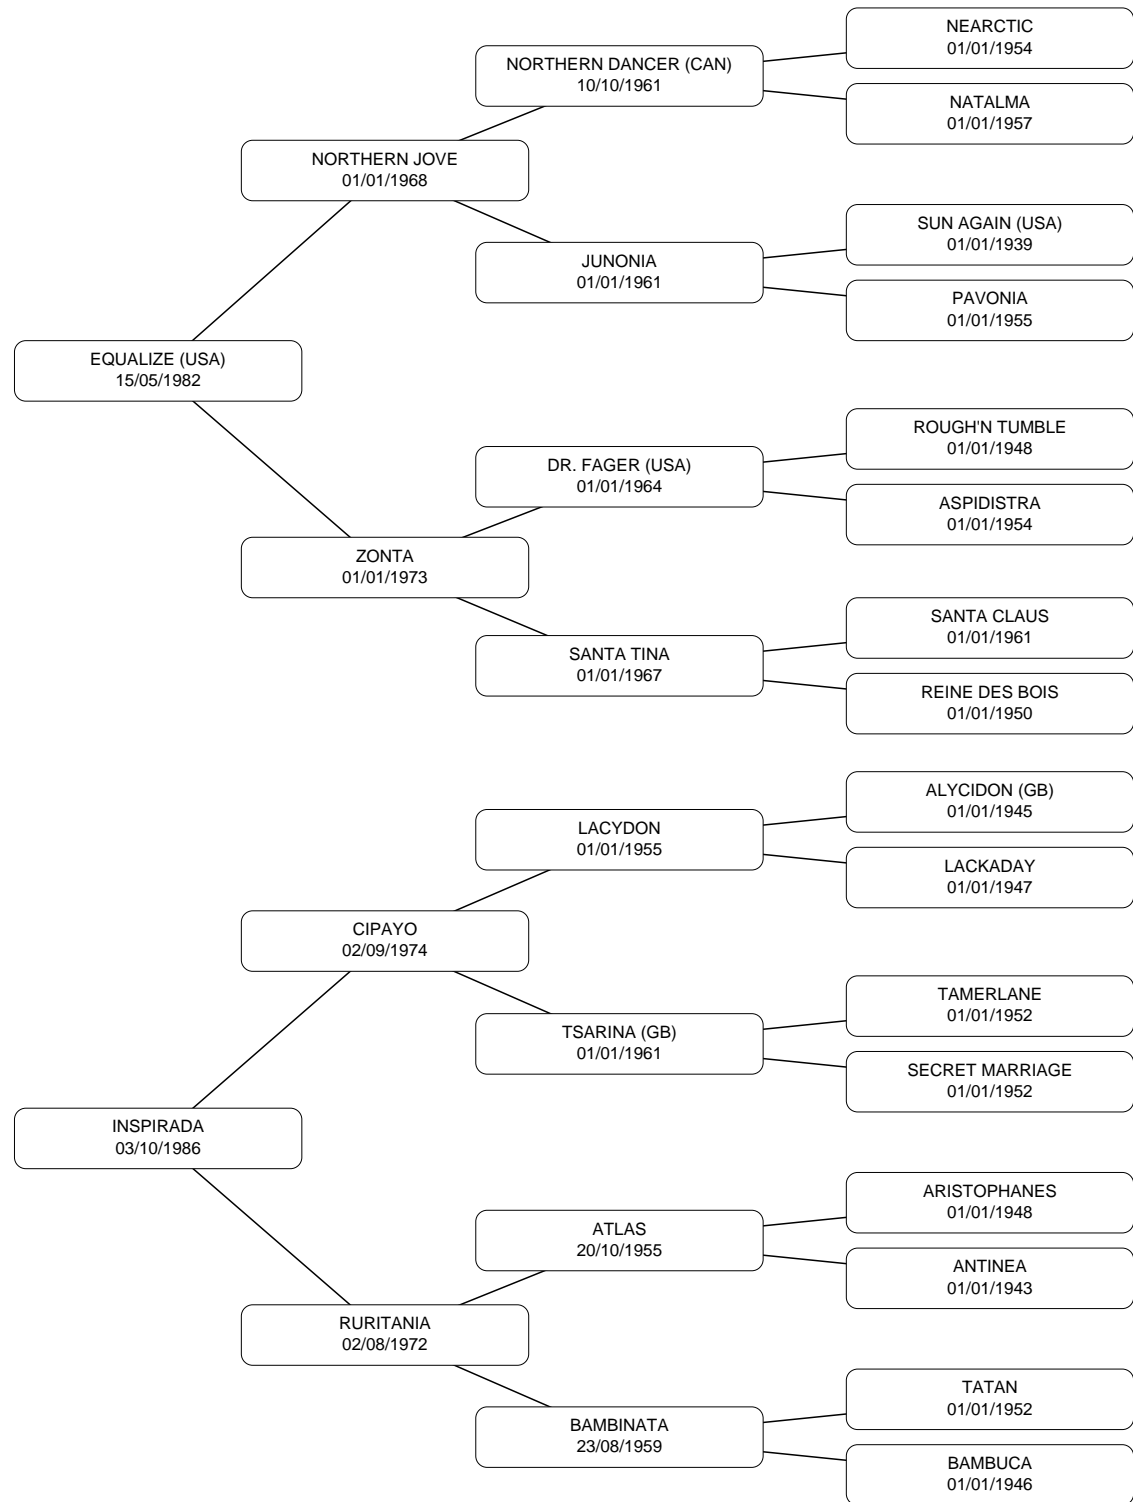 NEARCTIC
01/01/1954
NORTHERN DANCER (CAN)
10/10/1961
NATALMA
01/01/1957
NORTHERN JOVE
01/01/1968
SUN AGAIN (USA)
01/01/1939
JUNONIA
01/01/1961
PAVONIA
01/01/1955
EQUALIZE (USA)
15/05/1982
ROUGH'N TUMBLE
01/01/1948
DR. FAGER (USA)
01/01/1964
ASPIDISTRA
01/01/1954
ZONTA
01/01/1973
SANTA CLAUS
01/01/1961
SANTA TINA
01/01/1967
REINE DES BOIS
01/01/1950
ALYCIDON (GB)
01/01/1945
LACYDON
01/01/1955
LACKADAY
01/01/1947
CIPAYO
02/09/1974
TAMERLANE
01/01/1952
TSARINA (GB)
01/01/1961
SECRET MARRIAGE
01/01/1952
INSPIRADA
03/10/1986
ARISTOPHANES
01/01/1948
ATLAS
20/10/1955
ANTINEA
01/01/1943
RURITANIA
02/08/1972
TATAN
01/01/1952
BAMBINATA
23/08/1959
BAMBUCA
01/01/1946